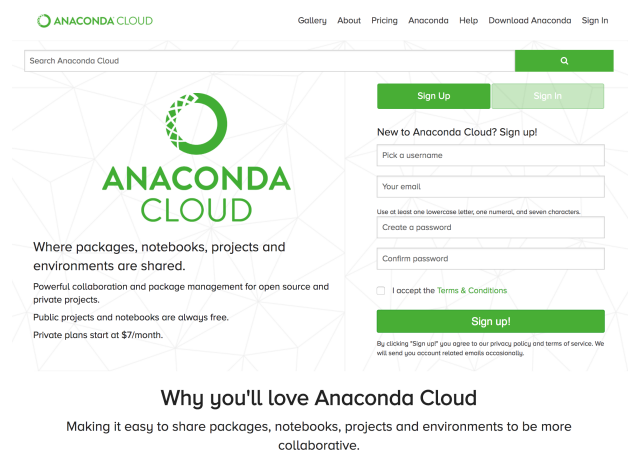 ANACONDA CLOUD
Gallery About Pricing Anaconda Help Download Anaconda Sign In
Search Anaconda Cloud
Sign Up Sign In
ANACONDA
CLOUD
Where packages, notebooks, projects and
environments are shared.
Powerful collaboration and package management for open source and
private projects.
Public projects and notebooks are always free.
Private plans start at $7/month.
New to Anaconda Cloud? Sign up!
Pick a username
Your email
Use at least one lowercase letter, one numeral, and seven characters.
Create a password
Confirm password
I accept the Terms & Conditions
Sign up!
By clicking "Sign up!" you agree to our privacy policy and terms of service. We
will send you account related emails occasionally.
Why you'll love Anaconda Cloud
Making it easy to share packages, notebooks, projects and environments to be more
collaborative.